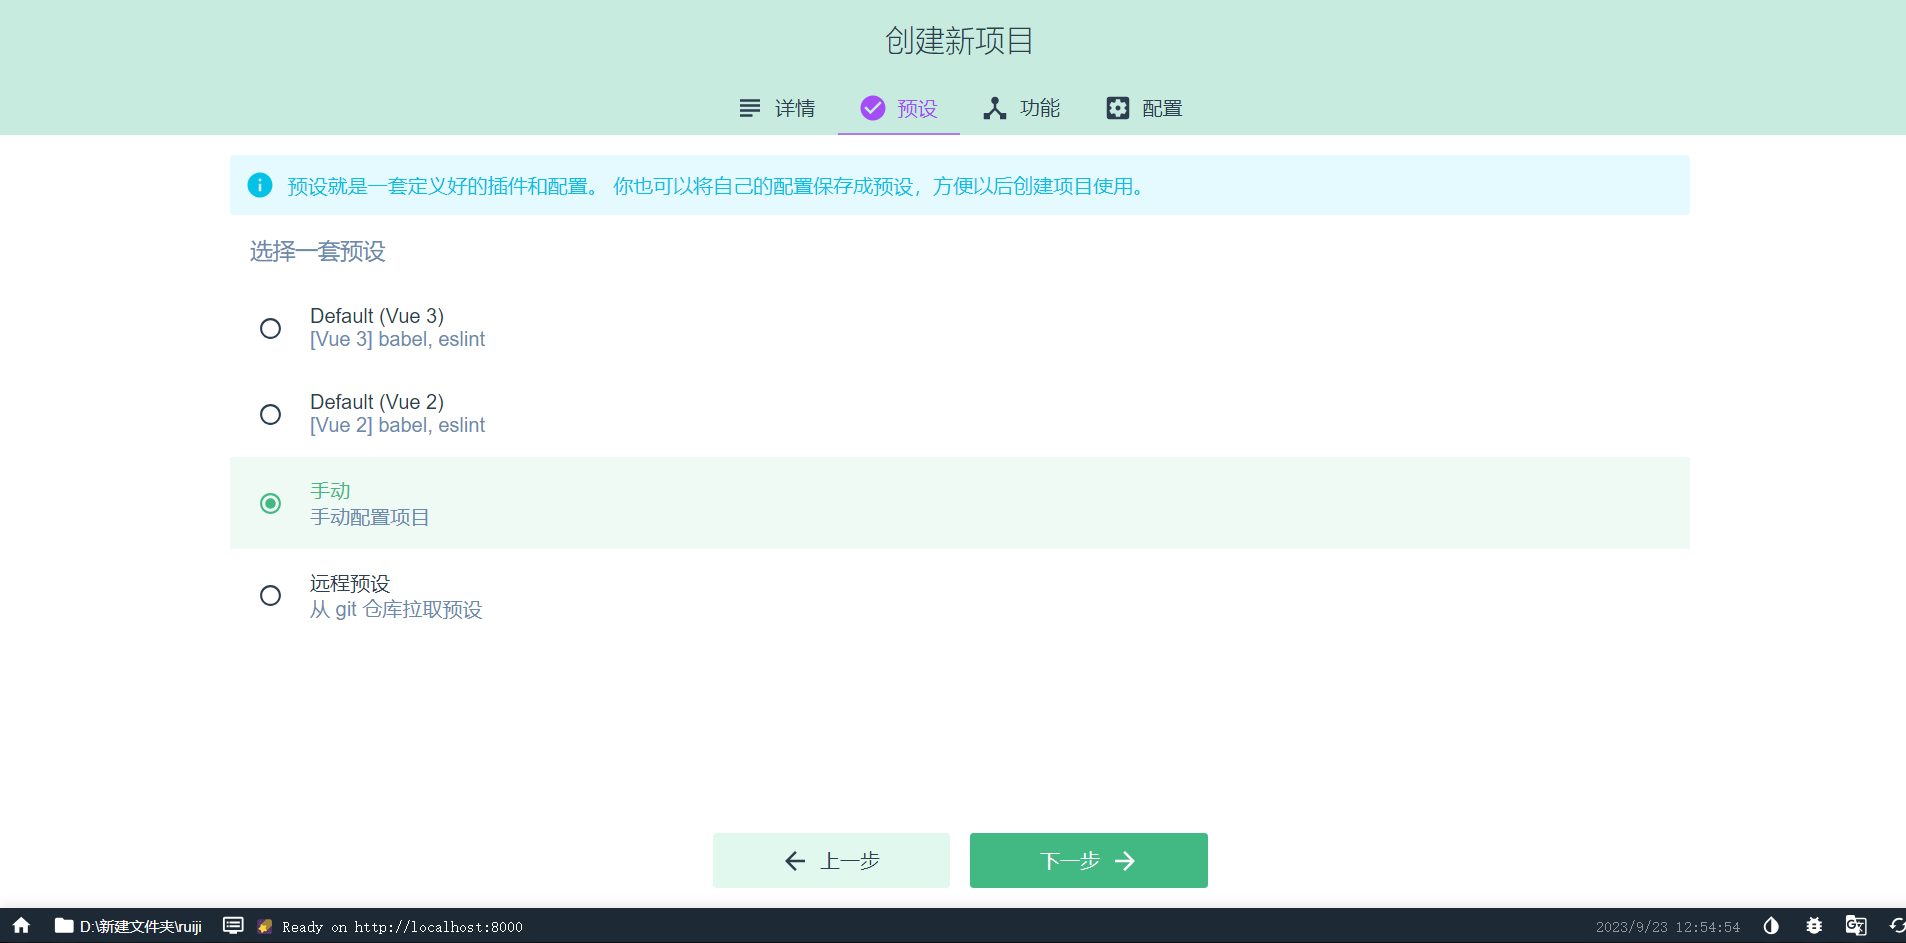 创建新项目
详情 预设 功能 配置
预设就是一套定义好的插件和配置。 你也可以将自己的配置保存成预设，方便以后创建项目使用。
选择一套预设
Default (Vue 3)
[Vue 3] babel, eslint
Default (Vue 2)
[Vue 2] babel, eslint
手动
手动配置项目
远程预设
从 git 仓库拉取预设
上一步 下一步
D:\新建文件夹\ruiji Ready on http://localhost:8000 2023/9/23 12:54:54